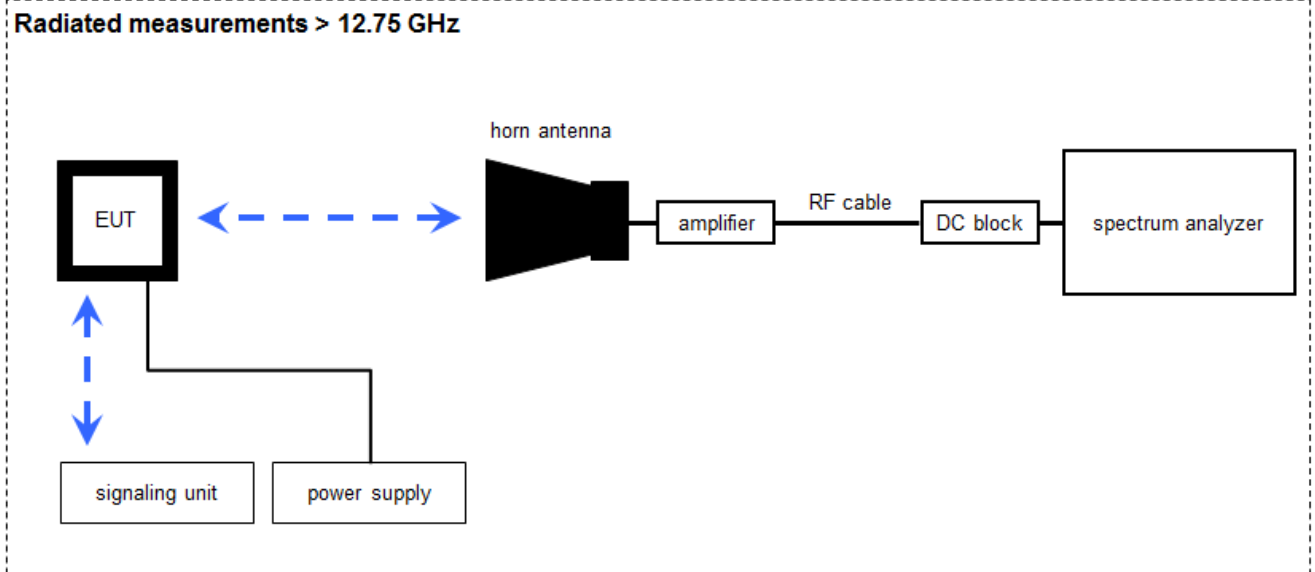 Radiated measurements > 12.75 GHz
horn antenna
EUT
amplifier
RF cable
DC block
spectrum analyzer
signaling unit
power supply